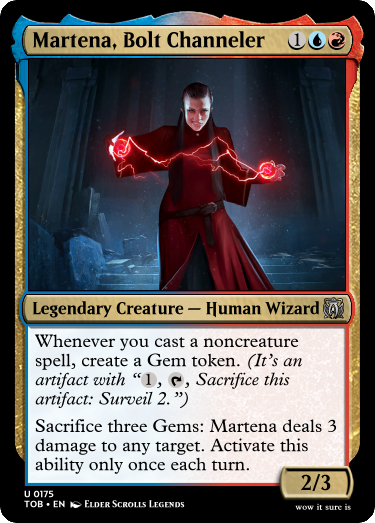 Martena, Bolt Channeler 1UR
Legendary Creature — Human Wizard
Whenever you cast a noncreature
spell, create a Gem token. (It's an
artifact with “1, T, Sacrifice this
artifact: Surveil 2.”)
Sacrifice three Gems: Martena deals 3
damage to any target. Activate this
ability only once each turn.
2/3
U 0175
TOB • EN Elder Scrolls Legends
wow it sure is